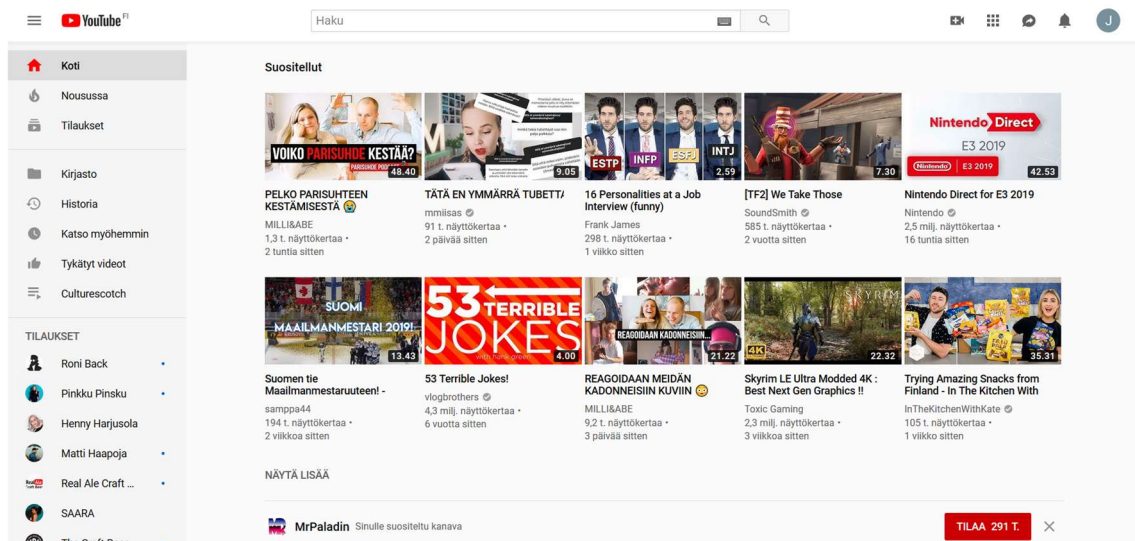 YouTube FI
Haku
J
Koti
Nousussa
Tilaukset
Kirjasto
Historia
Katso myöhemmin
Tykätyt videot
Culturescotch
TILAUKSET
Roni Back
Pinkku Pinsku
Henny Harjusola
Matti Haapoja
Real Ale Craft ...
SAARA
Suositellut
VOIKO PARISUHDE KESTÄÄ?
48.40
PELKO PARISUHTEEN
KESTÄMISESTÄ 😭
MILLI&ABE
1,3 t. näyttökertaa •
2 tuntia sitten
9.05
TÄTÄ EN YMMÄRRÄ TUBETTA
mmiisas
91 t. näyttökertaa •
2 päivää sitten
ESTP INFP ESFJ INTJ
2.59
16 Personalities at a Job
Interview (funny)
Frank James
298 t. näyttökertaa •
1 viikko sitten
7.30
[TF2] We Take Those
SoundSmith
585 t. näyttökertaa •
2 vuotta sitten
Nintendo Direct
E3 2019
Nintendo E3 2019
42.53
Nintendo Direct for E3 2019
Nintendo
2,5 milj. näyttökertaa •
16 tuntia sitten
SUOMI
MAAILMANMESTARI 2019!
13.43
Suomen tie
Maailmanmestaruuteen! -
samppa44
194 t. näyttökertaa •
2 viikkoa sitten
53 TERRIBLE
JOKES
with hank green
4.00
53 Terrible Jokes!
vlogbrothers
4,3 milj. näyttökertaa •
6 vuotta sitten
REAGOIDAAN KADONNEISIIN...
21.22
REAGOIDAAN MEIDÄN
KADONNEISIIN KUVIIN 😳
MILLI&ABE
9,2 t. näyttökertaa •
3 päivää sitten
SKYRIM
4K
22.32
Skyrim LE Ultra Modded 4K :
Best Next Gen Graphics !!
Toxic Gaming
2,3 milj. näyttökertaa •
3 viikkoa sitten
35.31
Trying Amazing Snacks from
Finland - In The Kitchen With
InTheKitchenWithKate
105 t. näyttökertaa •
1 viikko sitten
NÄYTÄ LISÄÄ
MrPaladin Sinulle suositeltu kanava
TILAA 291 T.